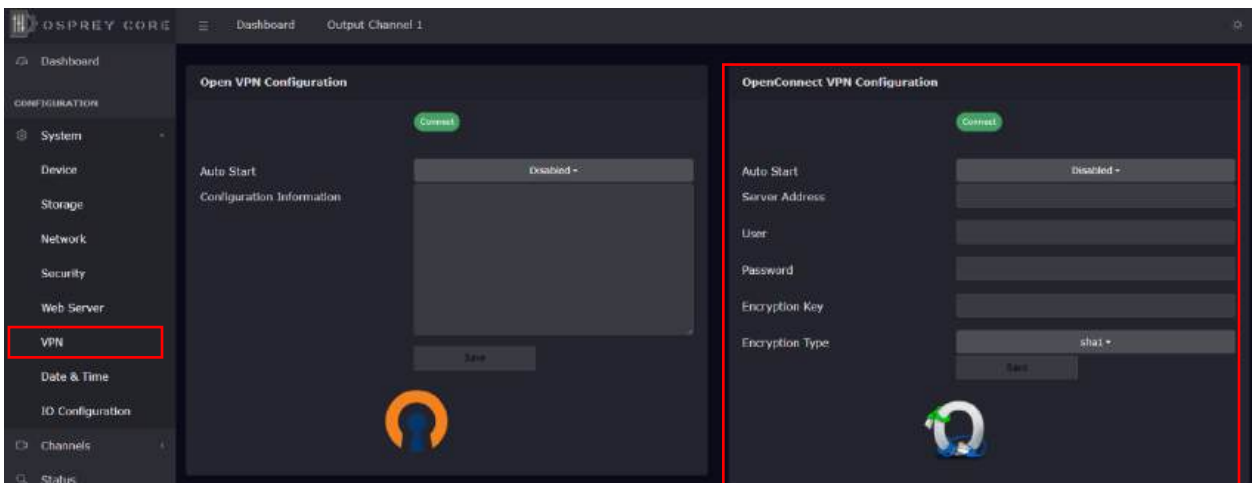 OSPREY CORE
Dashboard
Output Channel 1
Dashboard
CONFIGURATION
System
Device
Storage
Network
Security
Web Server
VPN
Date & Time
IO Configuration
Channels
Status
Open VPN Configuration
Connect
Auto Start
Disabled
Configuration Information
Save
OpenConnect VPN Configuration
Connect
Auto Start
Disabled
Server Address
User
Password
Encryption Key
Encryption Type
sha1
Save